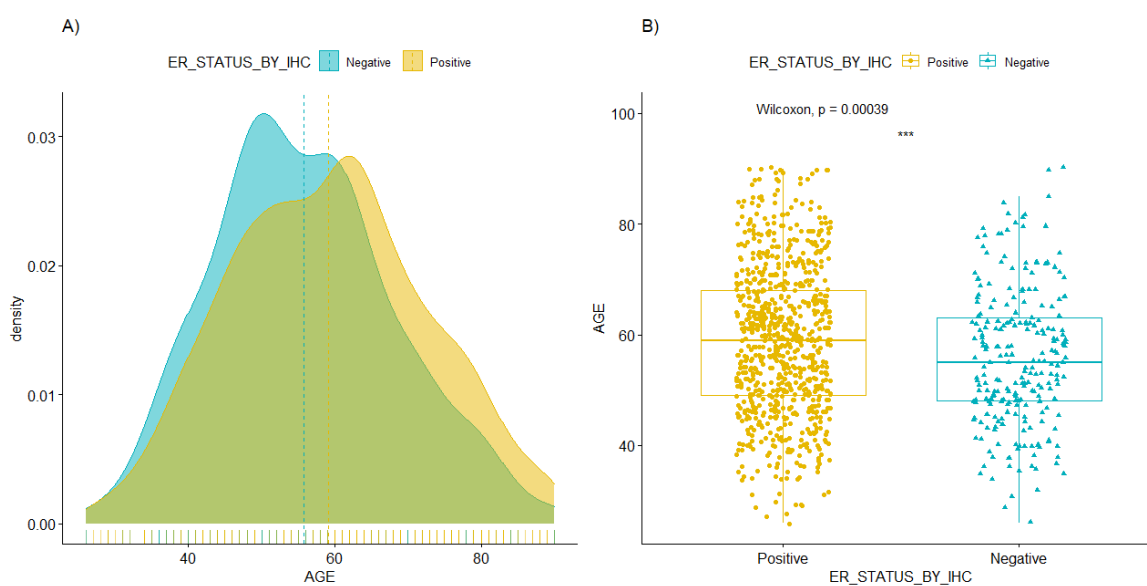 A)
ER_STATUS_BY_IHC Negative Positive
density
0.03
0.02
0.01
0.00
40 60 80
AGE
B)
ER_STATUS_BY_IHC Positive Negative
Wilcoxon, p = 0.00039
***
AGE
100
80
60
40
Positive Negative
ER_STATUS_BY_IHC